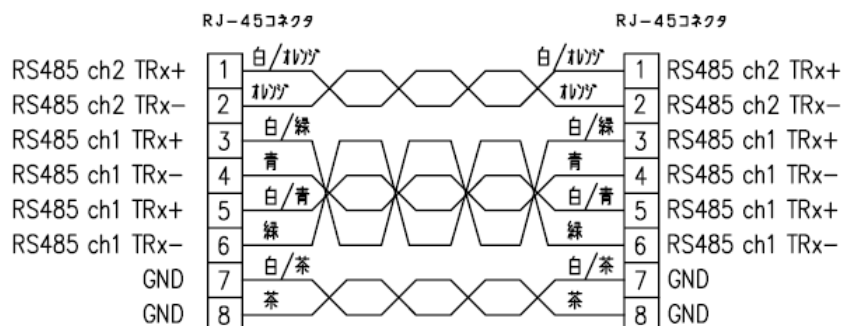 RJ-45コネクタ RJ-45コネクタ
白/オレンジ 白/オレンジ
RS485 ch2 TRx+ 1 1 RS485 ch2 TRx+
オレンジ オレンジ
RS485 ch2 TRx- 2 2 RS485 ch2 TRx-
白/緑 白/緑
RS485 ch1 TRx+ 3 3 RS485 ch1 TRx+
青 青
RS485 ch1 TRx- 4 4 RS485 ch1 TRx-
白/青 白/青
RS485 ch1 TRx+ 5 5 RS485 ch1 TRx+
緑 緑
RS485 ch1 TRx- 6 6 RS485 ch1 TRx-
白/茶 白/茶
GND 7 7 GND
茶 茶
GND 8 8 GND